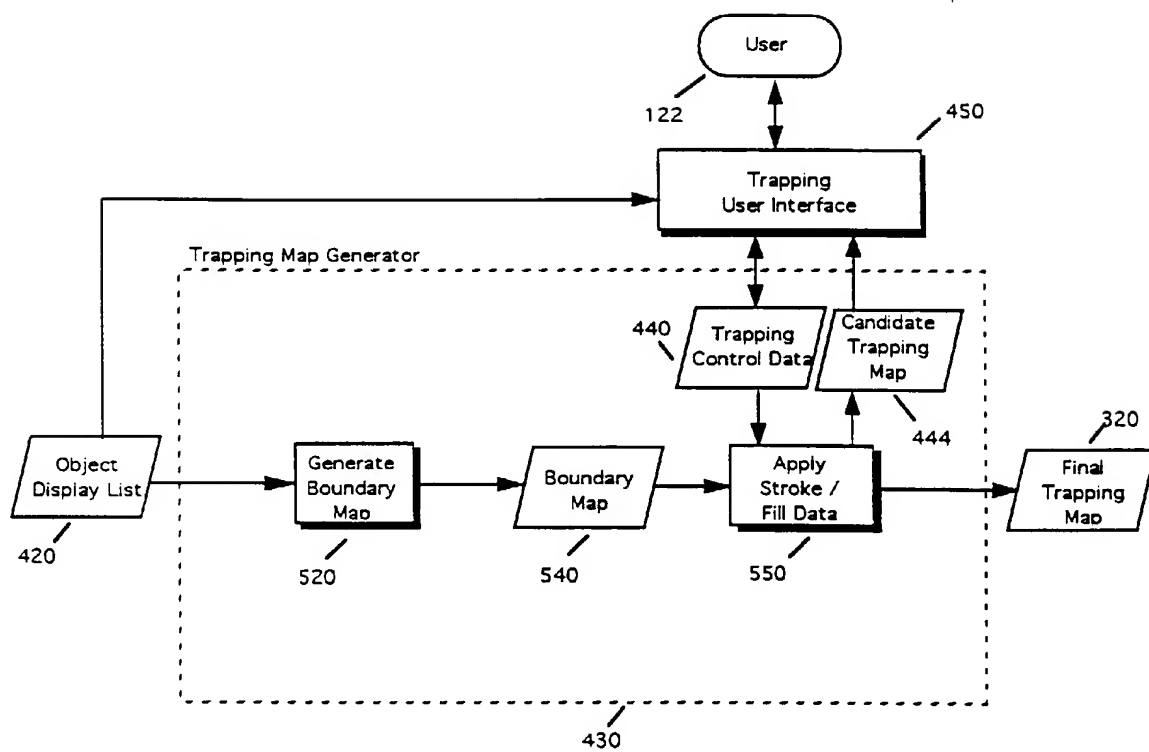 User
122
450
Trapping
User Interface
Trapping Map Generator
440
Trapping
Control Data
Candidate
Trapping
Map
444
320
Object
Display List
420
Generate
Boundary
Map
520
Boundary
Map
540
Apply
Stroke /
Fill Data
550
Final
Trapping
Map
430